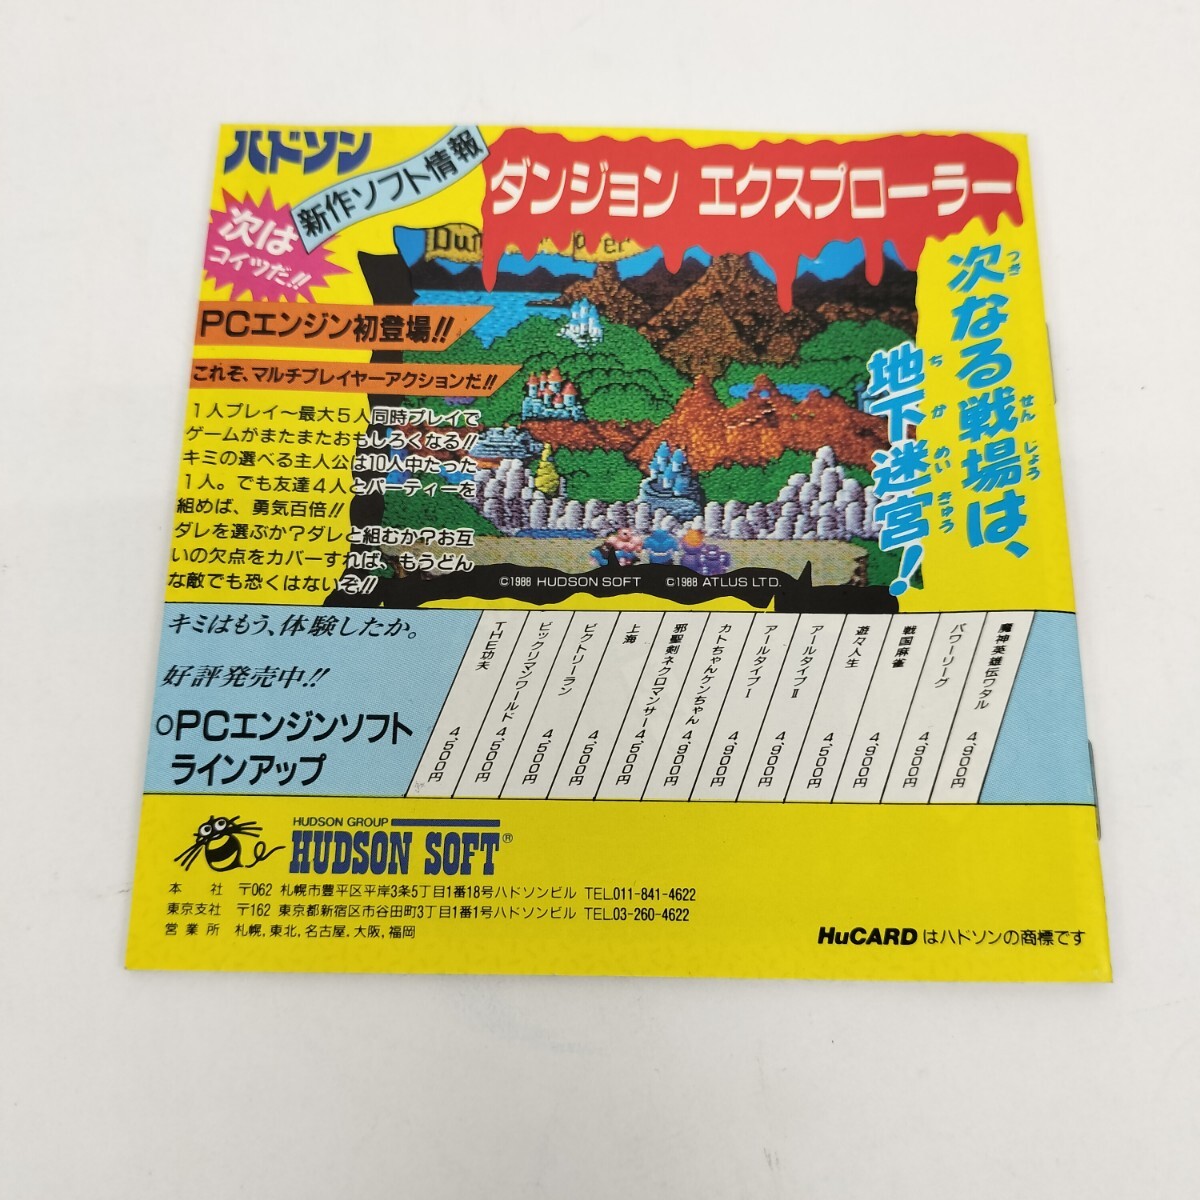 ハドソン
新作ソフト情報
次は
コイツだ!!
ダンジョン エクスプローラー
次なる戦場は、
つぎ せんじょう
地下迷宮!
ちかめいきゅう
PCエンジン初登場!!
これぞ、マルチプレイヤーアクションだ!!
1人プレイ〜最大5人同時プレイで
ゲームがまたまたおもしろくなる!!
キミの選べる主人公は10人中たった
1人。でも友達4人とパーティーを
組めば、勇気百倍!!
ダレを選ぶか?ダレと組むか?お互
いの欠点をカバーすれば、もうどん
な敵でも恐くはないぞ!!
©1988 HUDSON SOFT ©1988 ATLUS LTD.
キミはもう、体験したか。
好評発売中!!
○PCエンジンソフト
ラインアップ
THE功夫 4,500円
ビックリマンワールド 4,500円
ビクトリーラン 4,500円
上海 4,500円
邪聖剣ネクロマンサー 4,500円
カトちゃんケンちゃん 4,900円
アールタイプI 4,900円
アールタイプII 4,900円
遊々人生 4,500円
戦国麻雀 4,900円
パワーリーグ 4,900円
魔神英雄伝ワタル 4,900円
HUDSON GROUP
HUDSON SOFT®
本 社 〒062 札幌市豊平区平岸3条5丁目1番18号ハドソンビル TEL.011-841-4622
東京支社 〒162 東京都新宿区市谷田町3丁目1番1号ハドソンビル TEL.03-260-4622
営 業 所 札幌,東北,名古屋,大阪,福岡
HuCARD はハドソンの商標です